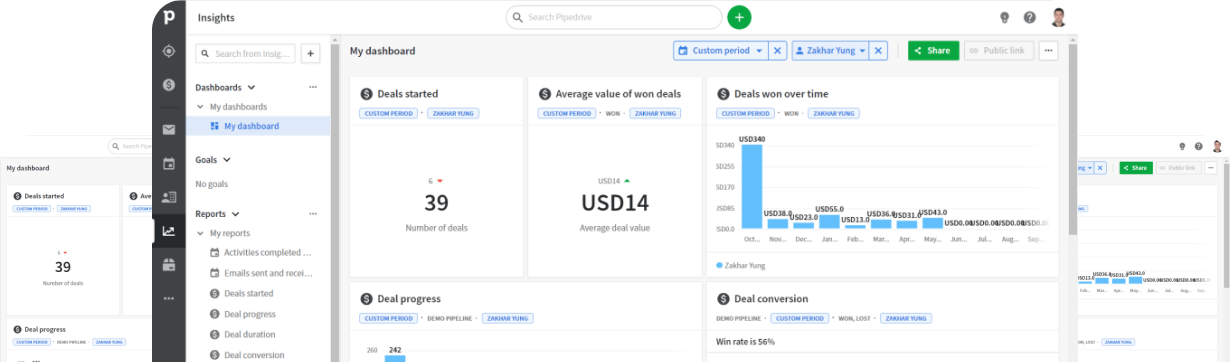 p
Insights
Search Pipedrive
My dashboard
Custom period
Zakhar Yung
Share
Public link
Search from Insig...
Dashboards
My dashboards
My dashboard
Goals
No goals
Reports
My reports
Activities completed ...
Emails sent and recei...
Deals started
Deal progress
Deal duration
Deal conversion
Deals started
CUSTOM PERIOD · ZAKHAR YUNG
6
39
Number of deals
Average value of won deals
CUSTOM PERIOD · WON · ZAKHAR YUNG
USD14
USD14
Average deal value
Deals won over time
CUSTOM PERIOD · WON · ZAKHAR YUNG
USD340
SD340
SD255
SD170
USD85
USD38.0 USD23.0 USD55.0 USD13.0 USD36.0 USD31.0 USD43.0 USD0.00
SD0.0
Oct... Nov... Dec... Jan... Feb... Mar... Apr... May... Jun... Jul... Aug... Sep...
Zakhar Yung
Deal progress
CUSTOM PERIOD · DEMO PIPELINE · ZAKHAR YUNG
260
242
Deal conversion
DEMO PIPELINE · CUSTOM PERIOD · WON, LOST · ZAKHAR YUNG
Win rate is 56%
Search Pipe
My dashboard
Deals started
CUSTOM PERIOD · ZAKHAR YUNG
39
Number of deals
Ave
Deal progress
CUSTOM PERIOD · DEMO PIPELINE · ZAKHAR YUNG
242
Share
Public link